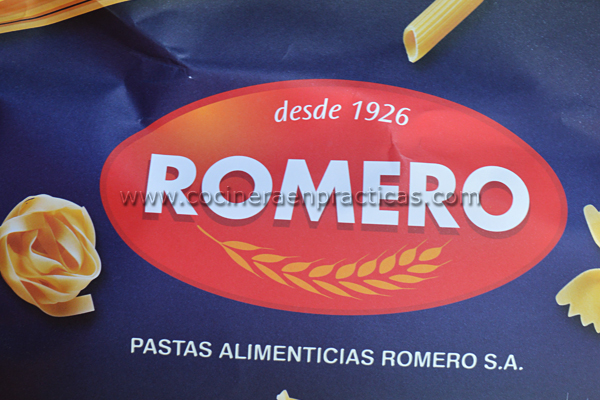 desde 1926
ROMERO
www.cocineraenpracticas.com
PASTAS ALIMENTICIAS ROMERO S.A.